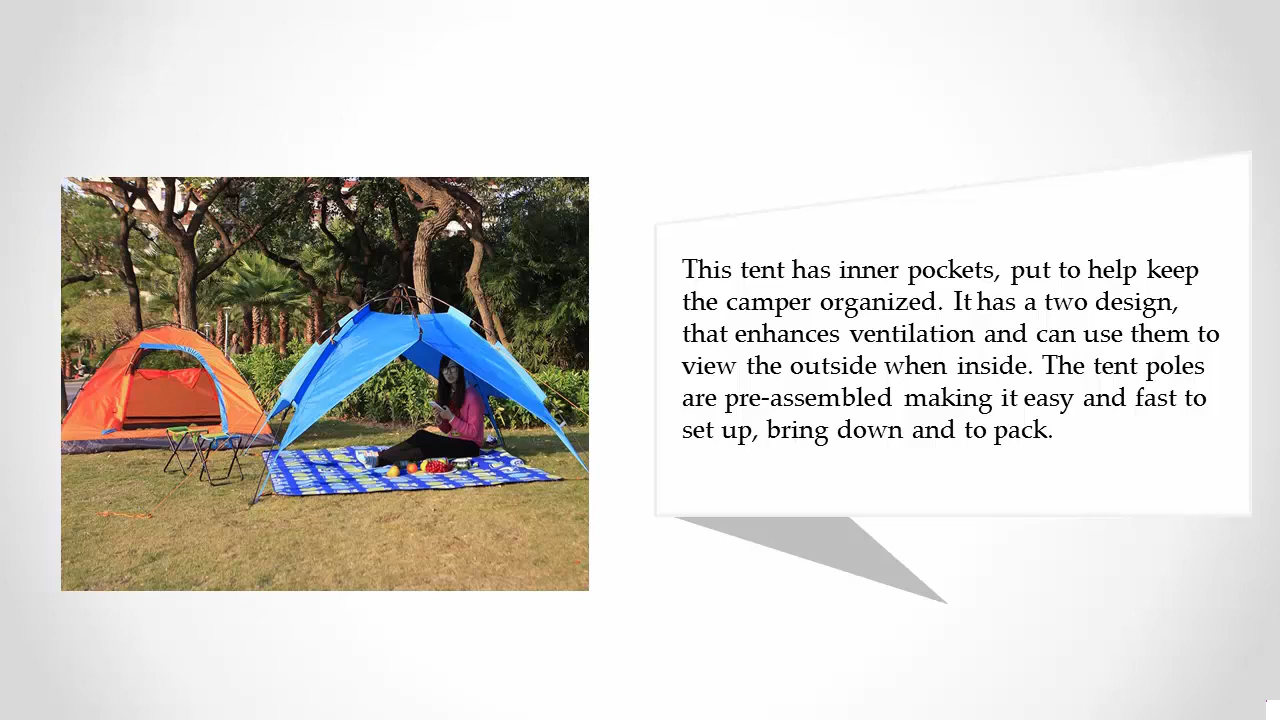 This tent has inner pockets, put to help keep
the camper organized. It has a two design,
that enhances ventilation and can use them to
view the outside when inside. The tent poles
are pre-assembled making it easy and fast to
set up, bring down and to pack.